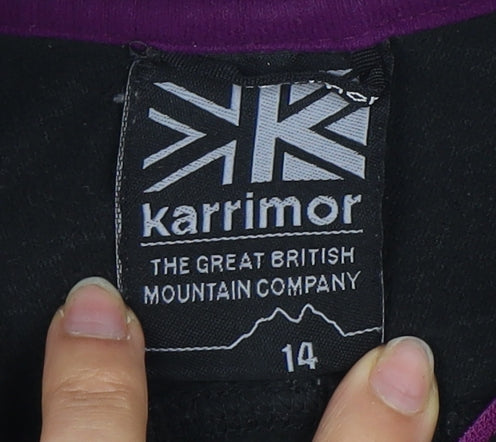 karrimor
THE GREAT BRITISH
MOUNTAIN COMPANY
14